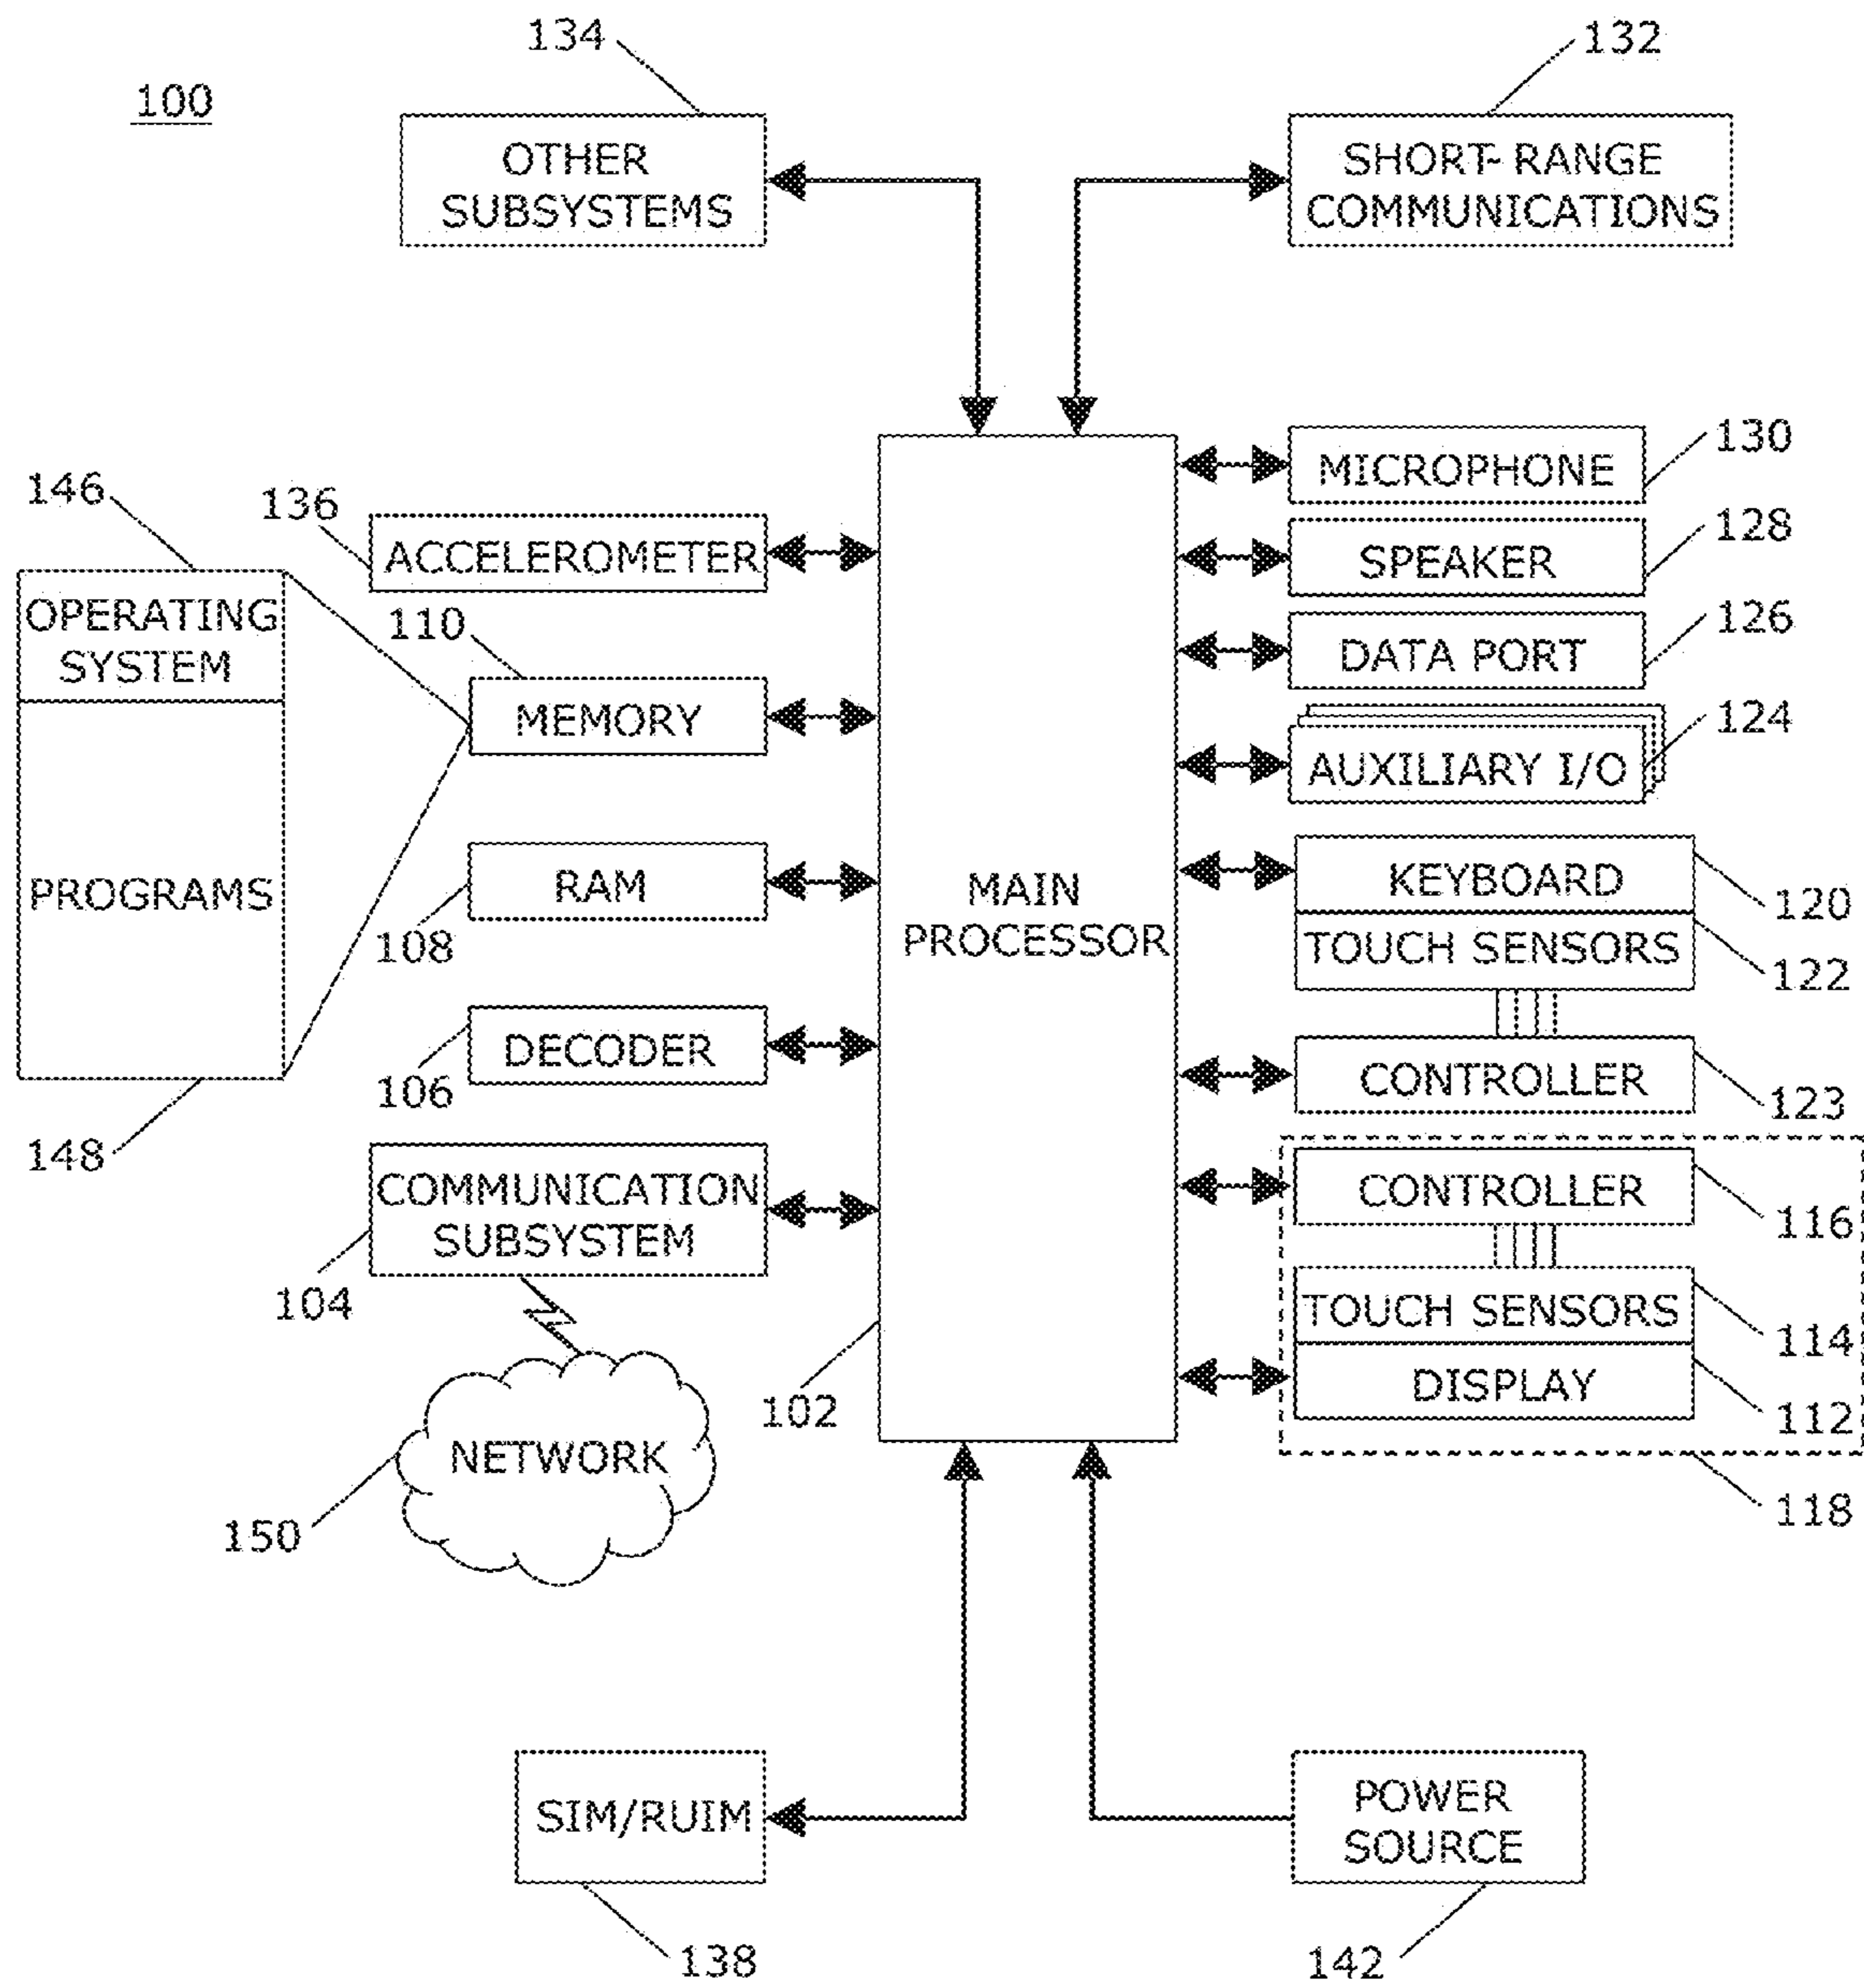 134
132
100
OTHER
SUBSYSTEMS
SHORT-RANGE
COMMUNICATIONS
130
MICROPHONE
146
136
ACCELEROMETER
128
SPEAKER
OPERATING
SYSTEM
110
126
DATA PORT
MEMORY
124
AUXILIARY I/O
PROGRAMS
RAM
108
MAIN
PROCESSOR
KEYBOARD
120
TOUCH SENSORS
122
DECODER
106
CONTROLLER
123
148
COMMUNICATION
SUBSYSTEM
104
CONTROLLER
116
TOUCH SENSORS
114
DISPLAY
112
102
NETWORK
150
118
SIM/RUIM
138
POWER
SOURCE
142